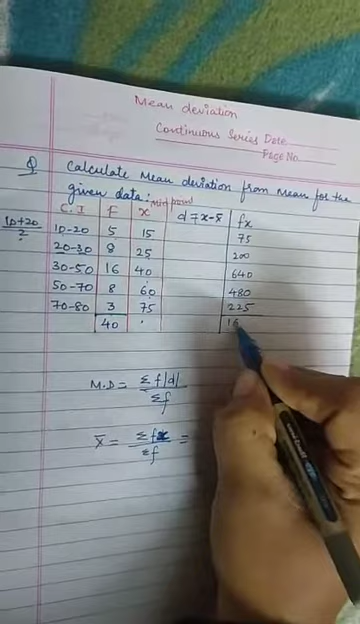 Mean deviation
Continuous Series Date
Page No.
Q Calculate Mean deviation from Mean for the
given data:
C.I F X mid point d = x-x̄ fx
10+20/2 10-20 5 15 75
20-30 8 25 200
30-50 16 40 640
50-70 8 60 480
70-80 3 75 225
40 16
M.D = Σf|d|/Σf
x̄ = Σfx/Σf =